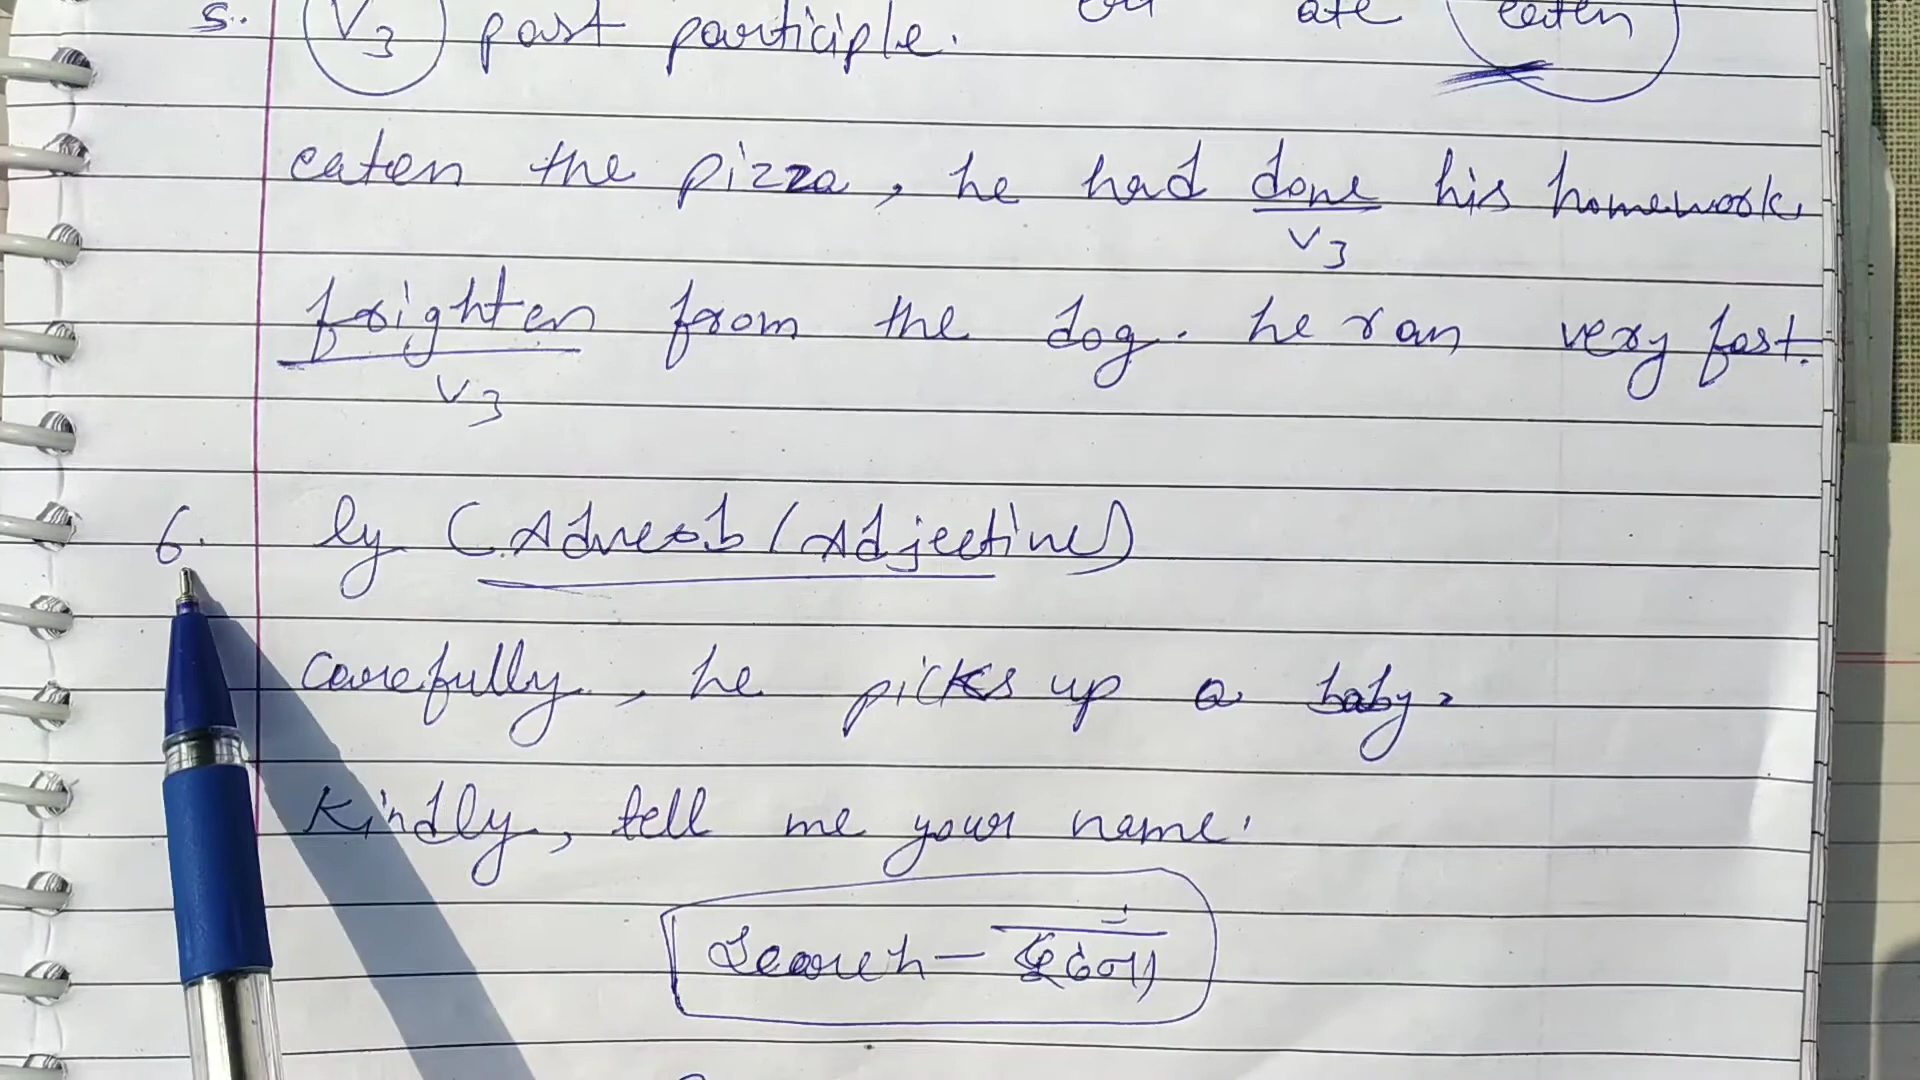 5. V3 past participle. eat ate eaten
eaten the pizza, he had done his homework.
V3
frighten from the dog. he ran very fast.
V3
6. ly (Adverb (Adjective)
carefully, he picks up a baby.
Kindly, tell me your name.
Search - ढूंढना